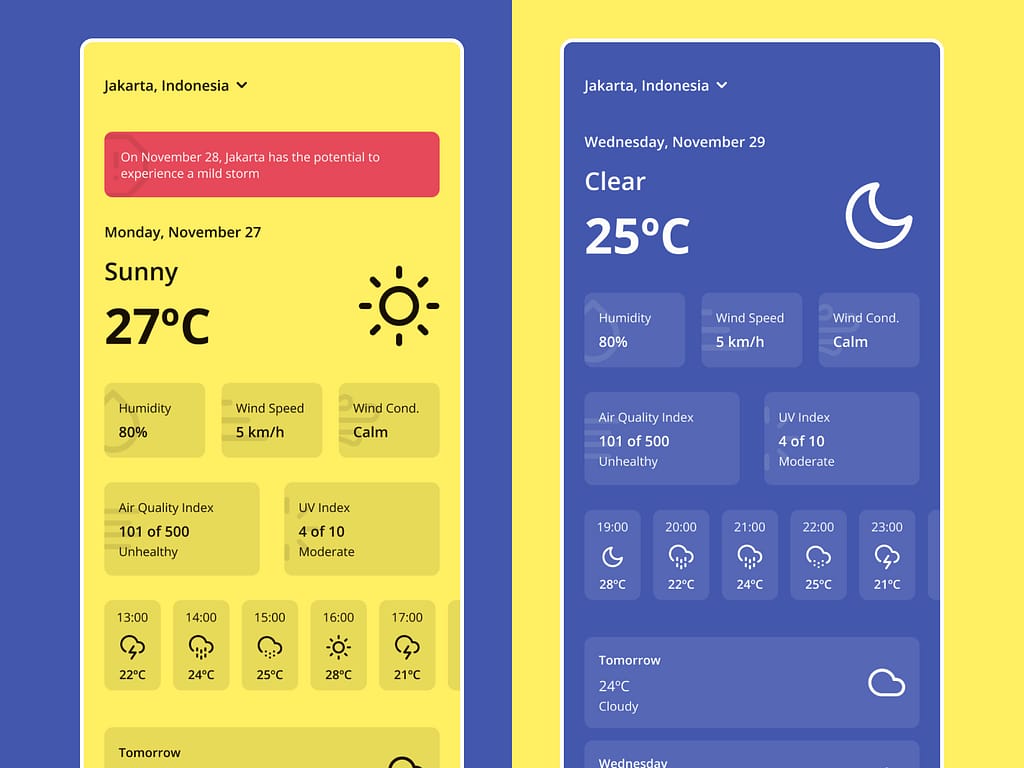 Jakarta, Indonesia
On November 28, Jakarta has the potential to
experience a mild storm
Monday, November 27
Sunny
27ºC
Humidity
80%
Wind Speed
5 km/h
Wind Cond.
Calm
Air Quality Index
101 of 500
Unhealthy
UV Index
4 of 10
Moderate
13:00
22ºC
14:00
24ºC
15:00
25ºC
16:00
28ºC
17:00
21ºC
Tomorrow
Jakarta, Indonesia
Wednesday, November 29
Clear
25ºC
Humidity
80%
Wind Speed
5 km/h
Wind Cond.
Calm
Air Quality Index
101 of 500
Unhealthy
UV Index
4 of 10
Moderate
19:00
28ºC
20:00
22ºC
21:00
24ºC
22:00
25ºC
23:00
21ºC
Tomorrow
24ºC
Cloudy
Wednesday